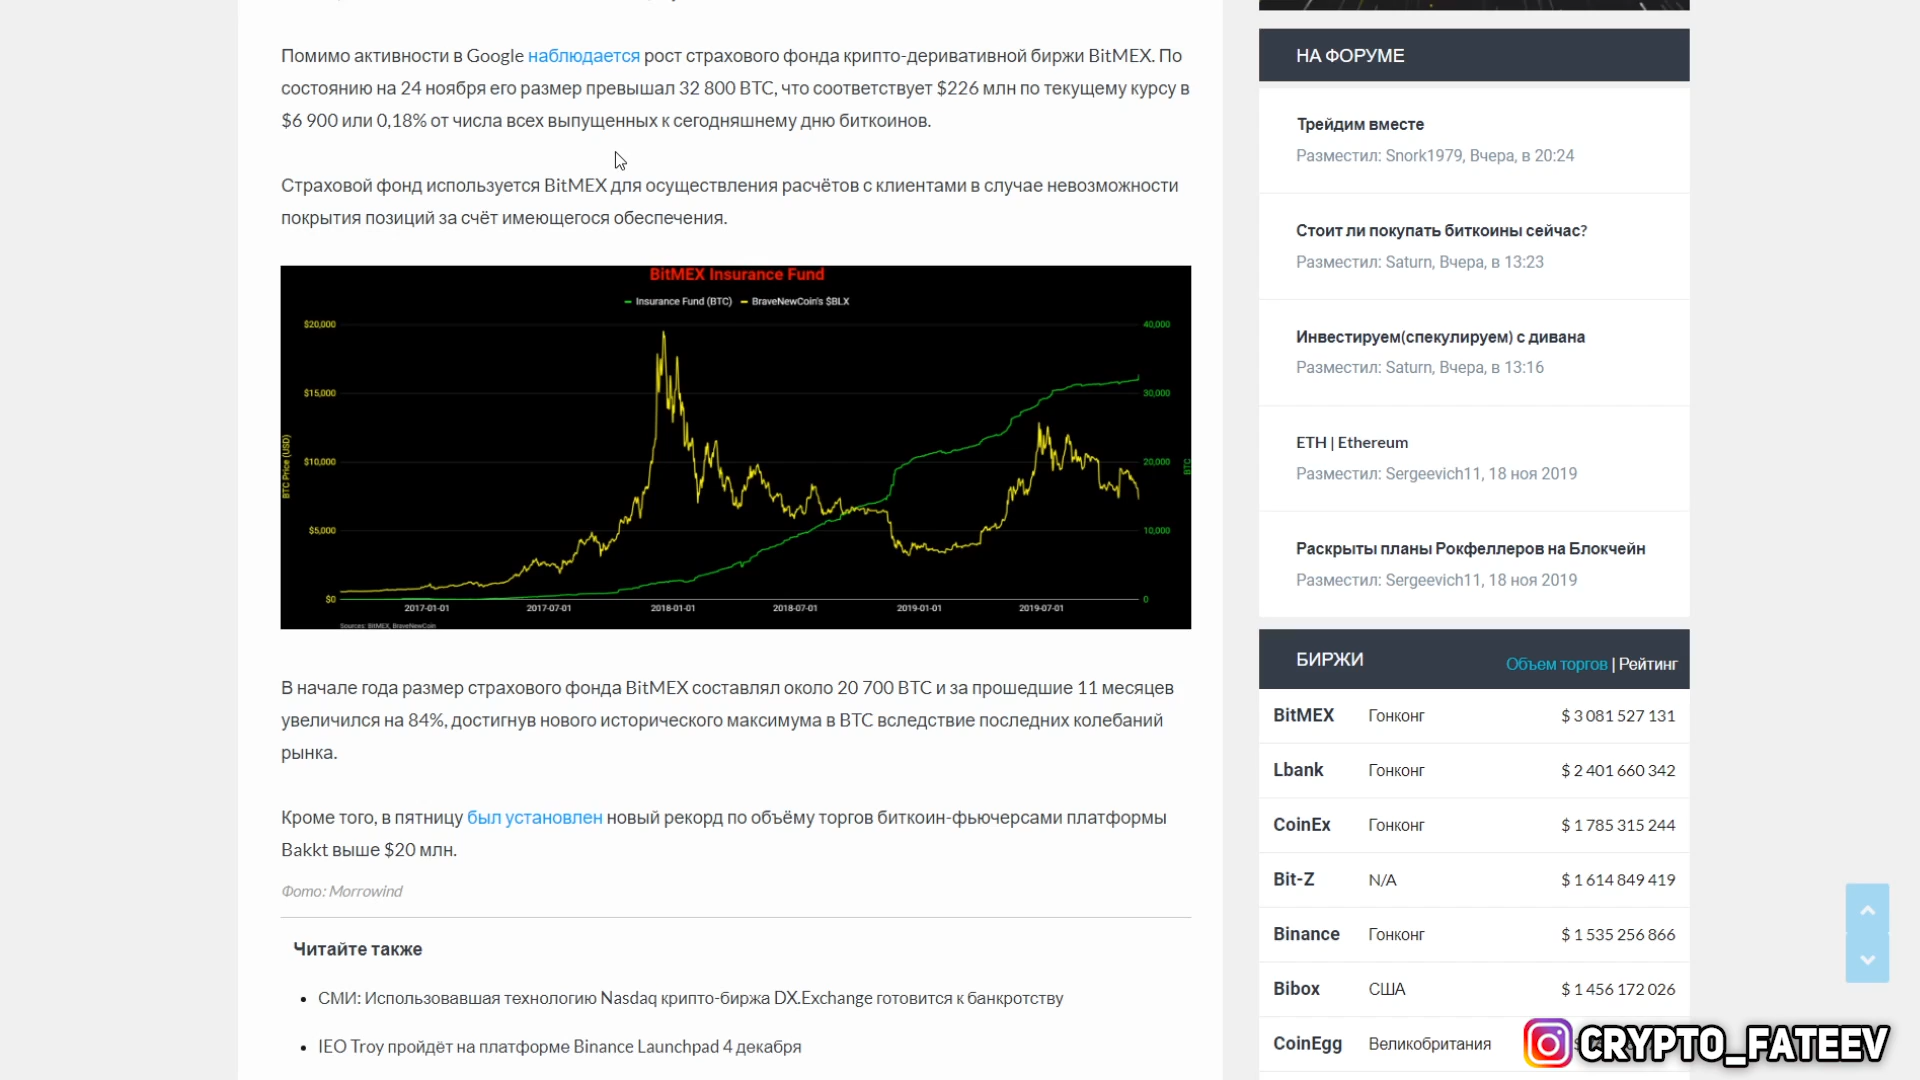 Помимо активности в Google наблюдается рост страхового фонда крипто-деривативной биржи BitMEX. По
состоянию на 24 ноября его размер превышал 32 800 BTC, что соответствует $226 млн по текущему курсу в
$6 900 или 0,18% от числа всех выпущенных к сегодняшнему дню биткоинов.
Страховой фонд используется BitMEX для осуществления расчётов с клиентами в случае невозможности
покрытия позиций за счёт имеющегося обеспечения.
BitMEX Insurance Fund
Insurance Fund (BTC) BraveNewCoin's $BLX
$20,000 40,000
$15,000 30,000
$10,000 20,000
BTC Price (USD) BTC
$5,000 10,000
$0 0
2017-01-01 2017-07-01 2018-01-01 2018-07-01 2019-01-01 2019-07-01
Sources: BitMEX, BraveNewCoin
В начале года размер страхового фонда BitMEX составлял около 20 700 BTC и за прошедшие 11 месяцев
увеличился на 84%, достигнув нового исторического максимума в BTC вследствие последних колебаний
рынка.
Кроме того, в пятницу был установлен новый рекорд по объёму торгов биткоин-фьючерсами платформы
Bakkt выше $20 млн.
Фото: Morrowind
Читайте также
• СМИ: Использовавшая технологию Nasdaq крипто-биржа DX.Exchange готовится к банкротству
• IEO Troy пройдёт на платформе Binance Launchpad 4 декабря
НА ФОРУМЕ
Трейдим вместе
Разместил: Snork1979, Вчера, в 20:24
Стоит ли покупать биткоины сейчас?
Разместил: Saturn, Вчера, в 13:23
Инвестируем(спекулируем) с дивана
Разместил: Saturn, Вчера, в 13:16
ETH | Ethereum
Разместил: Sergeevich11, 18 ноя 2019
Раскрыты планы Рокфеллеров на Блокчейн
Разместил: Sergeevich11, 18 ноя 2019
БИРЖИ Объем торгов | Рейтинг
BitMEX Гонконг $ 3 081 527 131
Lbank Гонконг $ 2 401 660 342
CoinEx Гонконг $ 1 785 315 244
Bit-Z N/A $ 1 614 849 419
Binance Гонконг $ 1 535 256 866
Bibox США $ 1 456 172 026
CoinEgg Великобритания
CRYPTO_FATEEV